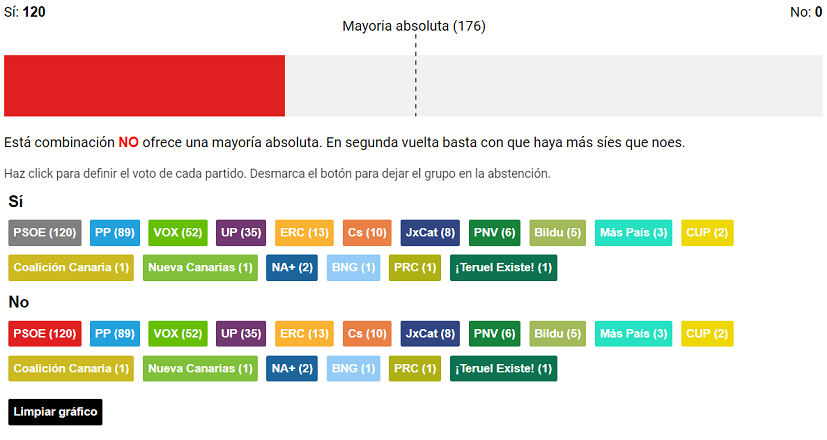 Sí: 120 No: 0
Mayoría absoluta (176)
Está combinación NO ofrece una mayoría absoluta. En segunda vuelta basta con que haya más síes que noes.
Haz click para definir el voto de cada partido. Desmarca el botón para dejar el grupo en la abstención.
Sí
PSOE (120) PP (89) VOX (52) UP (35) ERC (13) Cs (10) JxCat (8) PNV (6) Bildu (5) Más País (3) CUP (2)
Coalición Canaria (1) Nueva Canarias (1) NA+ (2) BNG (1) PRC (1) ¡Teruel Existe! (1)
No
PSOE (120) PP (89) VOX (52) UP (35) ERC (13) Cs (10) JxCat (8) PNV (6) Bildu (5) Más País (3) CUP (2)
Coalición Canaria (1) Nueva Canarias (1) NA+ (2) BNG (1) PRC (1) ¡Teruel Existe! (1)
Limpiar gráfico